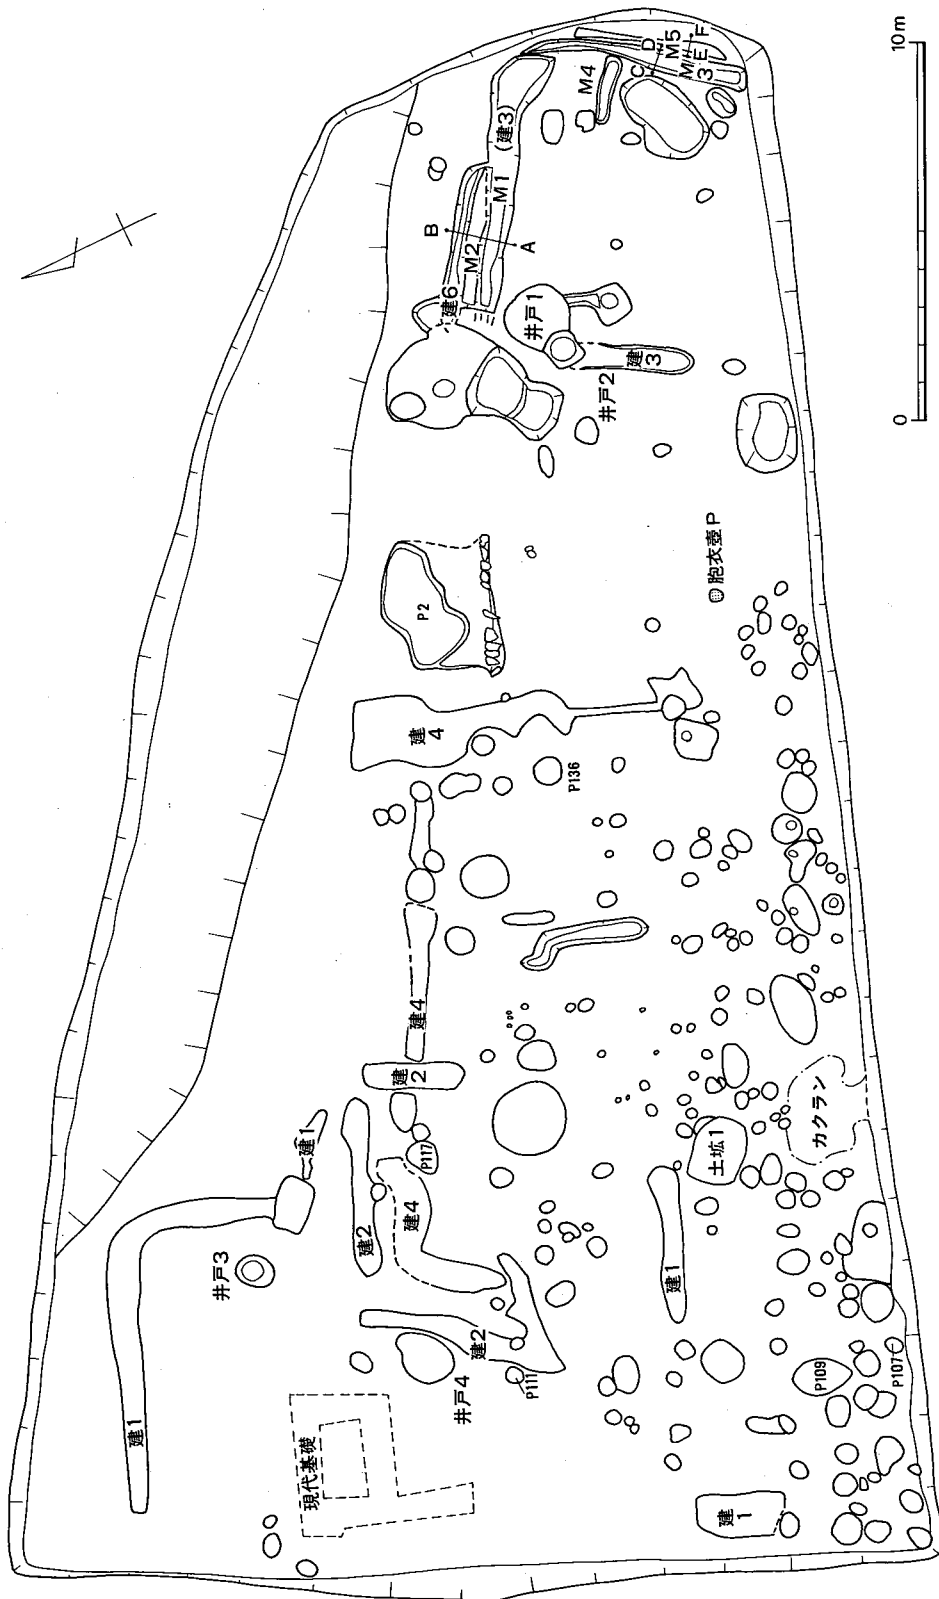 10m
0
D
M5
F
C
M
E
3
M4
(建3)
M1
B
M2
A
建6
井戸1
建3
井戸2
P2
胞衣壺P
建4
P136
建4
建2
カクラン
土坑1
建1
P117
建4
建2
井戸3
建1
建1
建2
井戸4
P111
P109
P107
現代基礎
建1